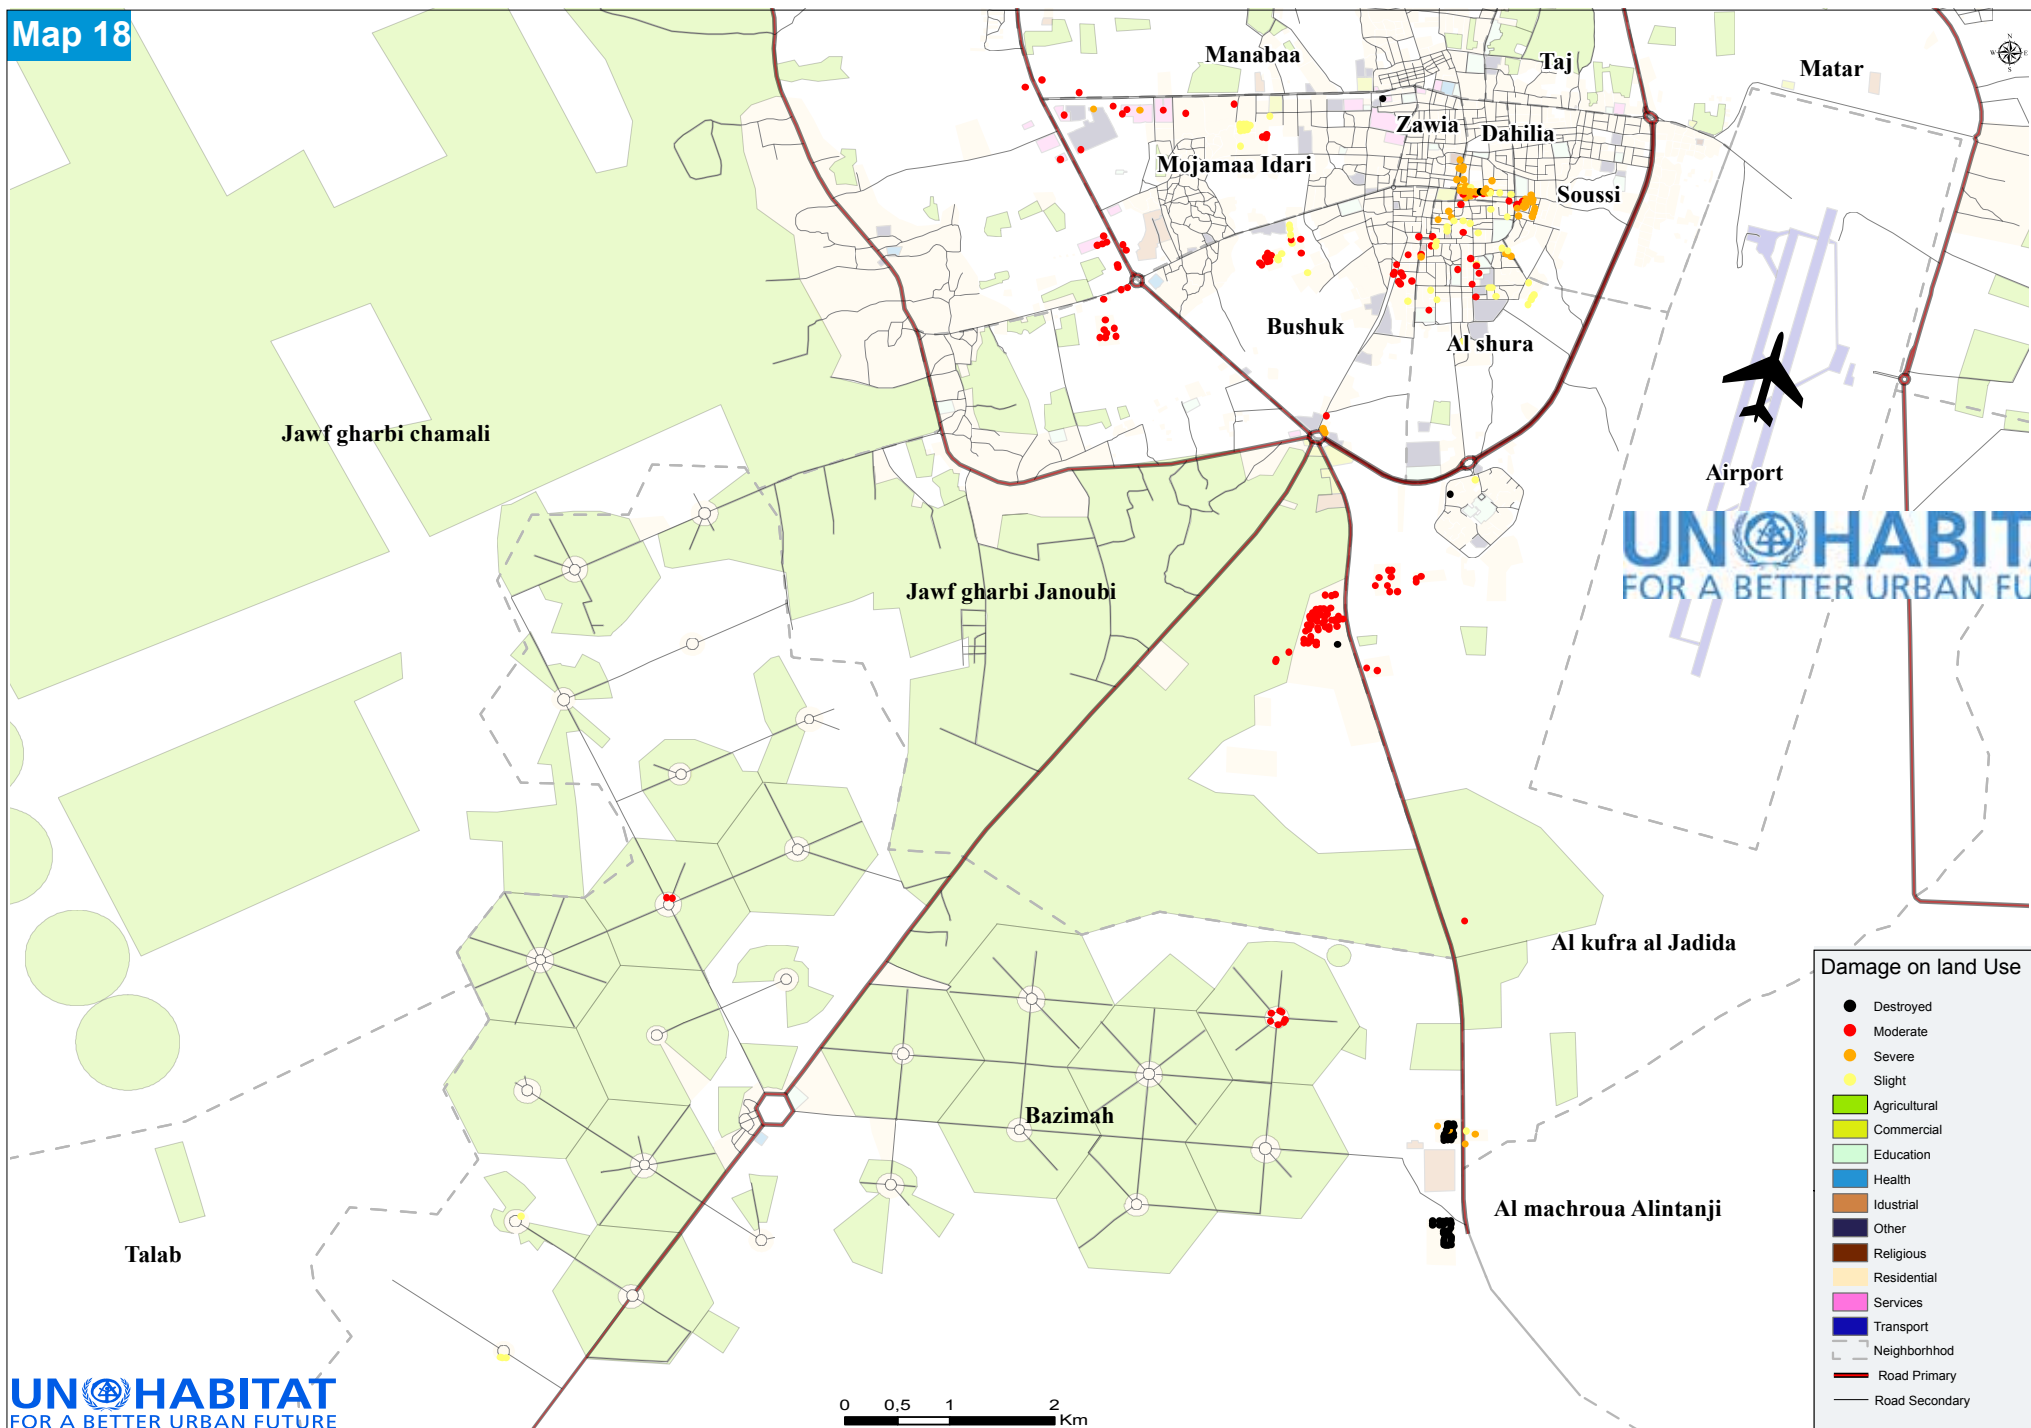 Map 18
Manabaa
Taj
Matar
N
W
E
S
Zawia
Dahilia
Mojamaa Idari
Soussi
Bushuk
Al shura
Jawf gharbi chamali
Airport
UN HABITA
FOR A BETTER URBAN FU
Jawf gharbi Janoubi
Al kufra al Jadida
Bazimah
Al machroua Alintanji
Talab
Damage on land Use
Destroyed
Moderate
Severe
Slight
Agricultural
Commercial
Education
Health
Idustrial
Other
Religious
Residential
Services
Transport
Neighborhhod
Road Primary
Road Secondary
UN HABITAT
FOR A BETTER URBAN FUTURE
0 0,5 1 2
Km